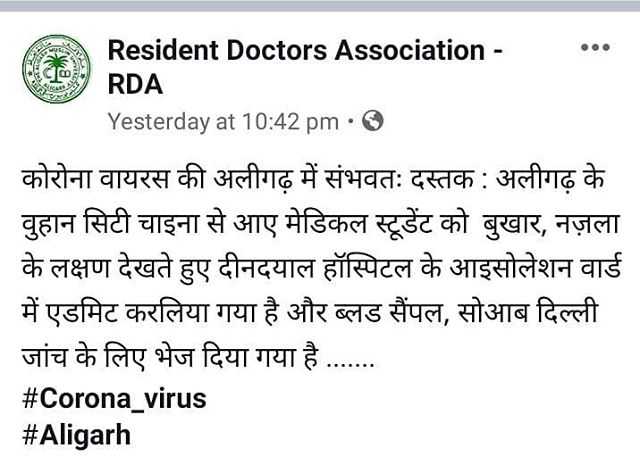 Resident Doctors Association -
RDA
Yesterday at 10:42 pm
कोरोना वायरस की अलीगढ़ में संभवतः दस्तक : अलीगढ़ के
वुहान सिटी चाइना से आए मेडिकल स्टूडेंट को बुखार, नज़ला
के लक्षण देखते हुए दीनदयाल हॉस्पिटल के आइसोलेशन वार्ड
में एडमिट करलिया गया है और ब्लड सैंपल, सोआब दिल्ली
जांच के लिए भेज दिया गया है .......
#Corona_virus
#Aligarh